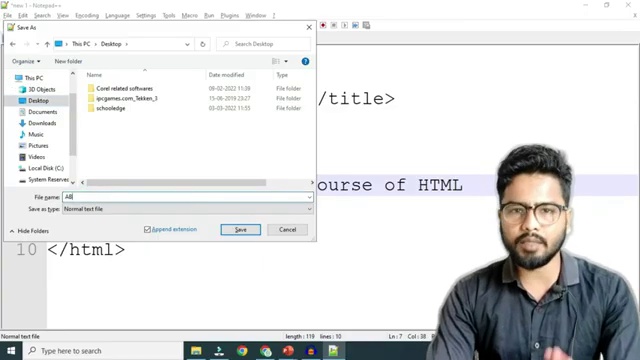 *new 1 - Notepad++
File Edit Search View Encoding Language Settings Tools Macro Run Plugins Window ?
Save As
This PC > Desktop
Search Desktop
Organize
New folder
Name
Date modified
Type
This PC
3D Objects
Desktop
Documents
Downloads
Music
Pictures
Videos
Local Disk (C:)
System Reserved
Corel related softwares 09-02-2022 11:39 File folder
ipcgames.com_Tekken_3 15-06-2019 23:27 File folder
schooledge 03-03-2022 11:55 File folder
File name: AB
Save as type: Normal text file
Hide Folders
Append extension
Save
Cancel
/title>
ourse of HTML
10 </html>
Normal text file
length : 119 lines : 10
Ln : 7 Col : 38
Type here to search